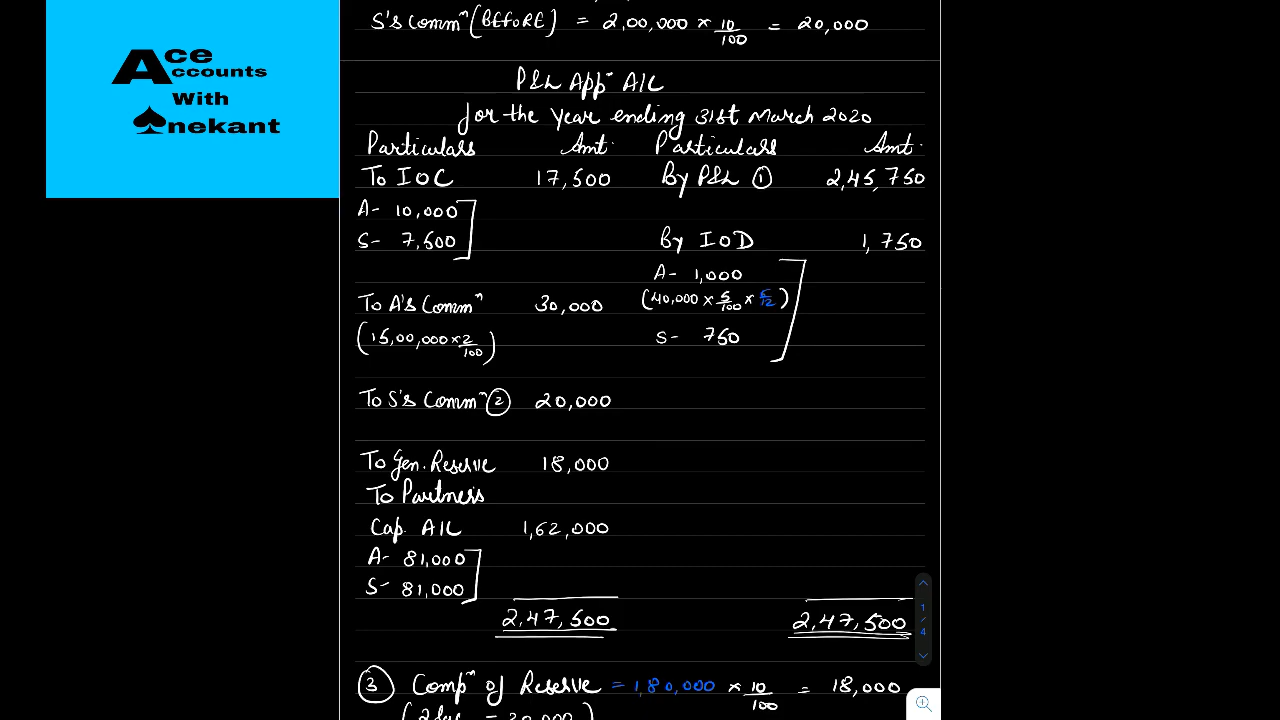 Ace
Accounts
With
Anekant
S's Commⁿ (BEFORE) = 2,00,000 × 10/100 = 20,000
P&L Appⁿ A/C
for the Year ending 31st March 2020
Particulars Amt. Particulars Amt.
To IOC 17,500 By P&L ① 2,45,750
A- 10,000
S- 7,500 By IOD 1,750
A- 1,000
To A's Commⁿ 30,000 (40,000 × 5/100 × 6/12)
(15,00,000 × 2/100) S- 750
To S's Commⁿ ② 20,000
To Gen. Reserve 18,000
To Partners
Cap. A/C 1,62,000
A- 81,000
S- 81,000
2,47,500 2,47,500
③ Compⁿ of Reserve = 1,80,000 × 10/100 = 18,000
1
/
4